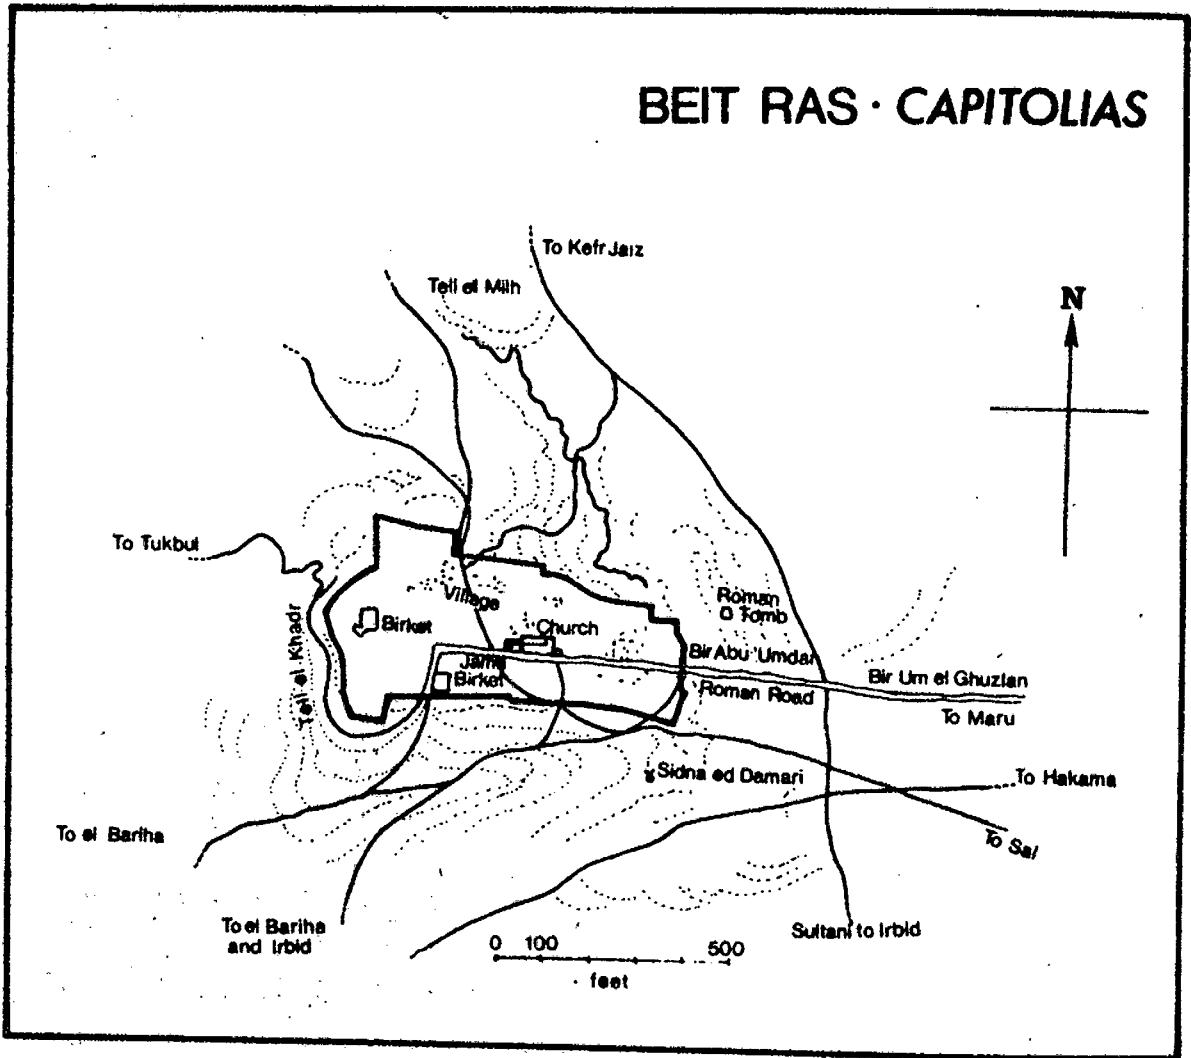 BEIT RAS · CAPITOLIAS
To Kefr Jaiz
Tell el Milh
N
To Tukbul
Village
Roman
Tomb
Birket
Church
Tell el Khadr
Jami
Birket
Bir Abu 'Umdai
Roman Road
Bir Um el Ghuzlan
To Maru
Sidna ed Damari
To Hakama
To el Bariha
To Sal
To el Bariha
and Irbid
Sultani to Irbid
0 100 500
feet